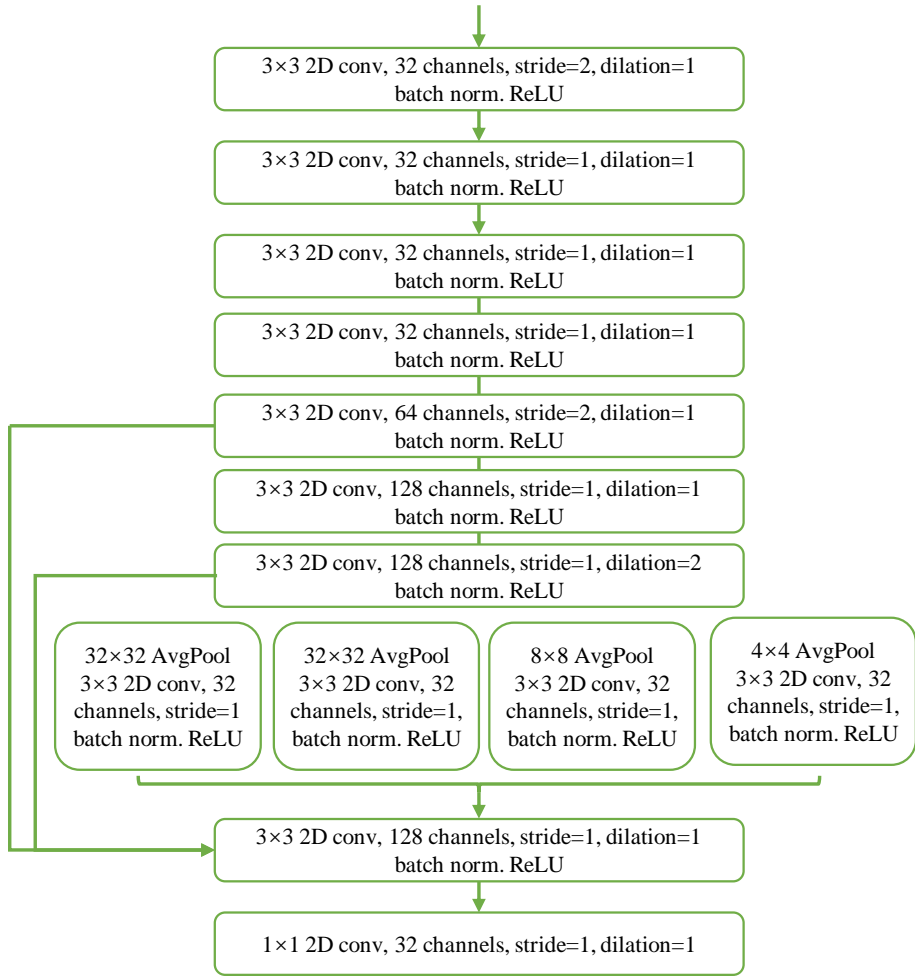 3×3 2D conv, 32 channels, stride=2, dilation=1
batch norm. ReLU
3×3 2D conv, 32 channels, stride=1, dilation=1
batch norm. ReLU
3×3 2D conv, 32 channels, stride=1, dilation=1
batch norm. ReLU
3×3 2D conv, 32 channels, stride=1, dilation=1
batch norm. ReLU
3×3 2D conv, 64 channels, stride=2, dilation=1
batch norm. ReLU
3×3 2D conv, 128 channels, stride=1, dilation=1
batch norm. ReLU
3×3 2D conv, 128 channels, stride=1, dilation=2
batch norm. ReLU
32×32 AvgPool
3×3 2D conv, 32
channels, stride=1
batch norm. ReLU
32×32 AvgPool
3×3 2D conv, 32
channels, stride=1,
batch norm. ReLU
8×8 AvgPool
3×3 2D conv, 32
channels, stride=1,
batch norm. ReLU
4×4 AvgPool
3×3 2D conv, 32
channels, stride=1,
batch norm. ReLU
3×3 2D conv, 128 channels, stride=1, dilation=1
batch norm. ReLU
1×1 2D conv, 32 channels, stride=1, dilation=1